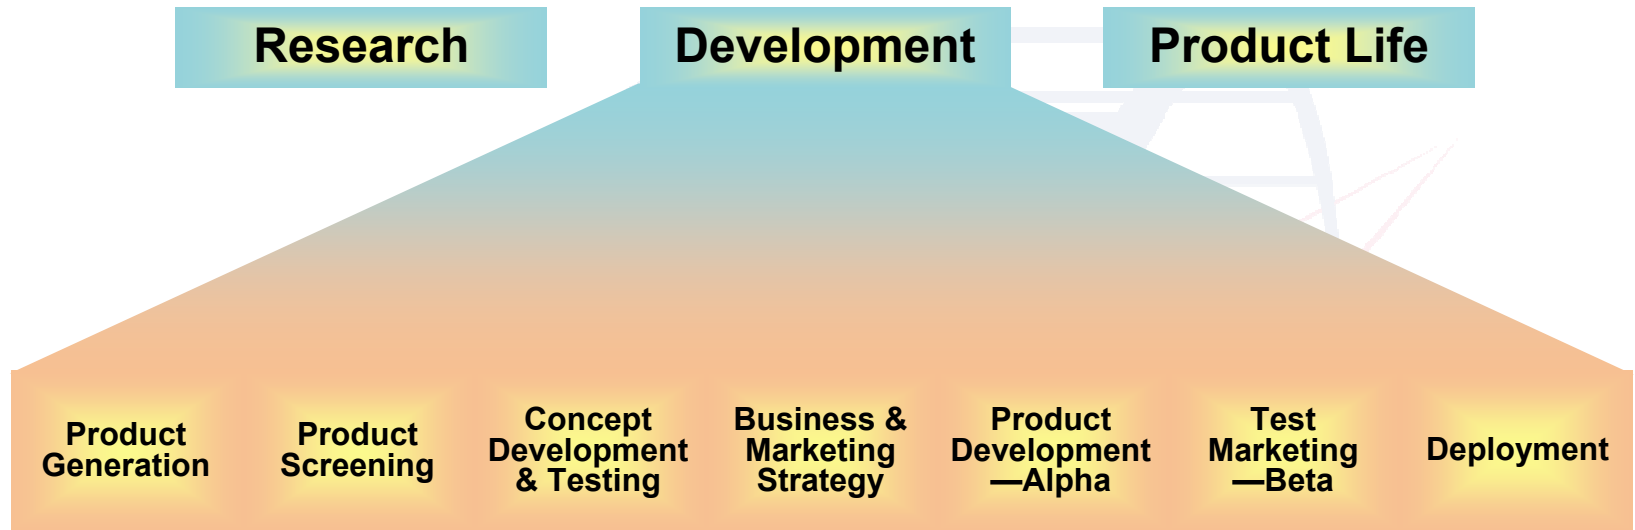 Research
Development
Product Life
Product
Generation
Product
Screening
Concept
Development
& Testing
Business &
Marketing
Strategy
Product
Development
—Alpha
Test
Marketing
—Beta
Deployment